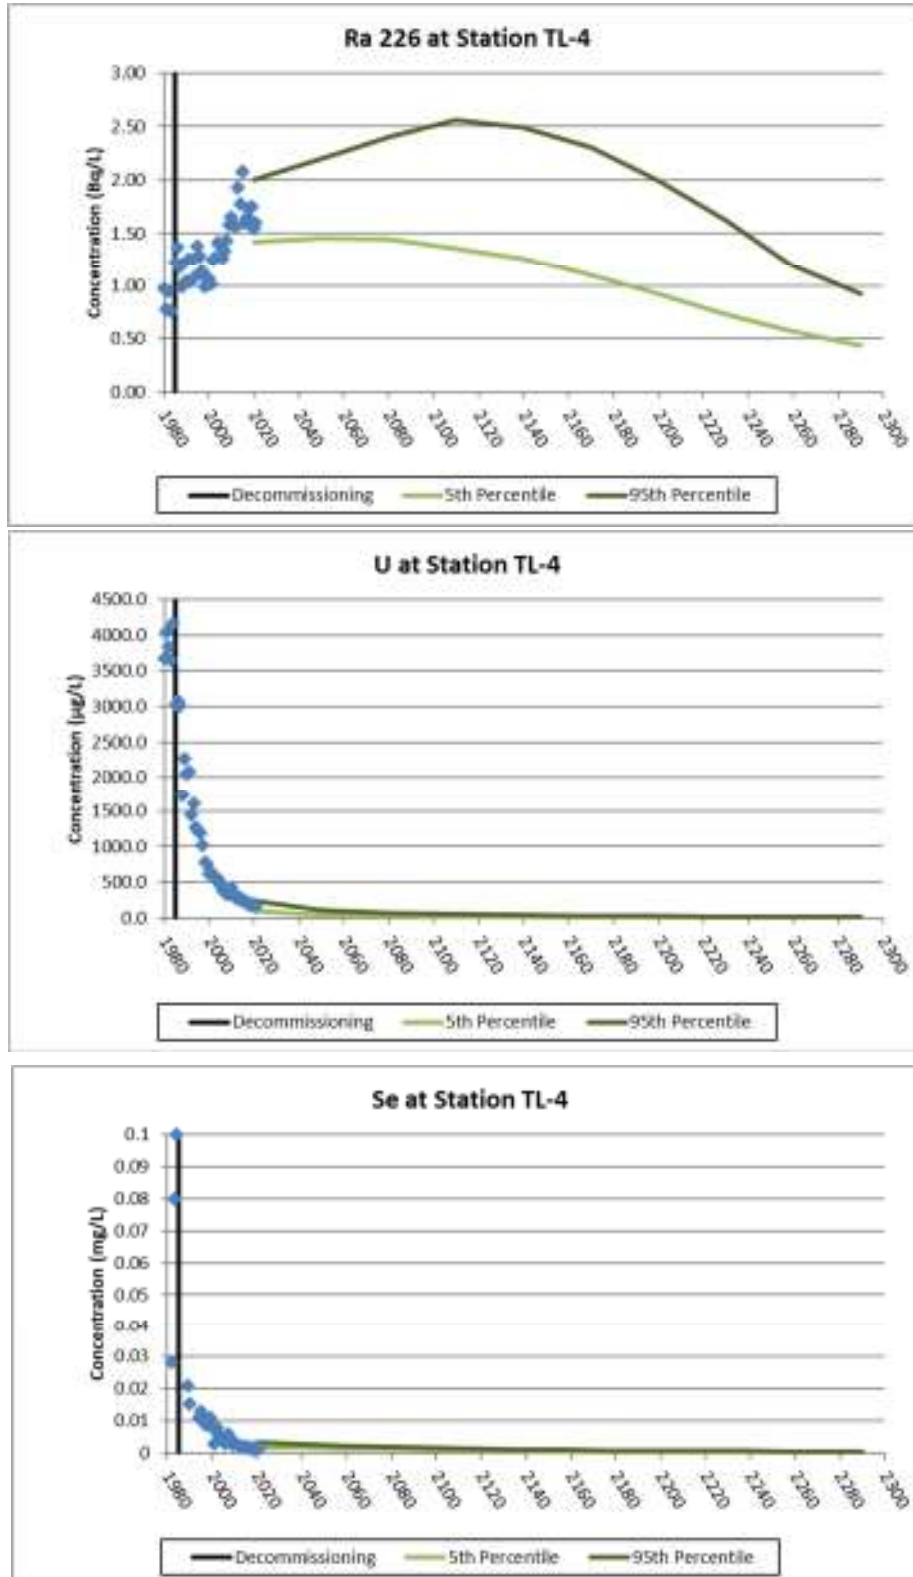 Ra 226 at Station TL-4
Concentration (Bq/L)
3.00
2.50
2.00
1.50
1.00
0.50
0.00
1980 2000 2020 2040 2060 2080 2100 2120 2140 2160 2180 2200 2220 2240 2260 2280 2300
Decommissioning 5th Percentile 95th Percentile
U at Station TL-4
Concentration (µg/L)
4500.0
4000.0
3500.0
3000.0
2500.0
2000.0
1500.0
1000.0
500.0
0.0
1980 2000 2020 2040 2060 2080 2100 2120 2140 2160 2180 2200 2220 2240 2260 2280 2300
Decommissioning 5th Percentile 95th Percentile
Se at Station TL-4
Concentration (mg/L)
0.1
0.09
0.08
0.07
0.06
0.05
0.04
0.03
0.02
0.01
0
1980 2000 2020 2040 2060 2080 2100 2120 2140 2160 2180 2200 2220 2240 2260 2280 2300
Decommissioning 5th Percentile 95th Percentile